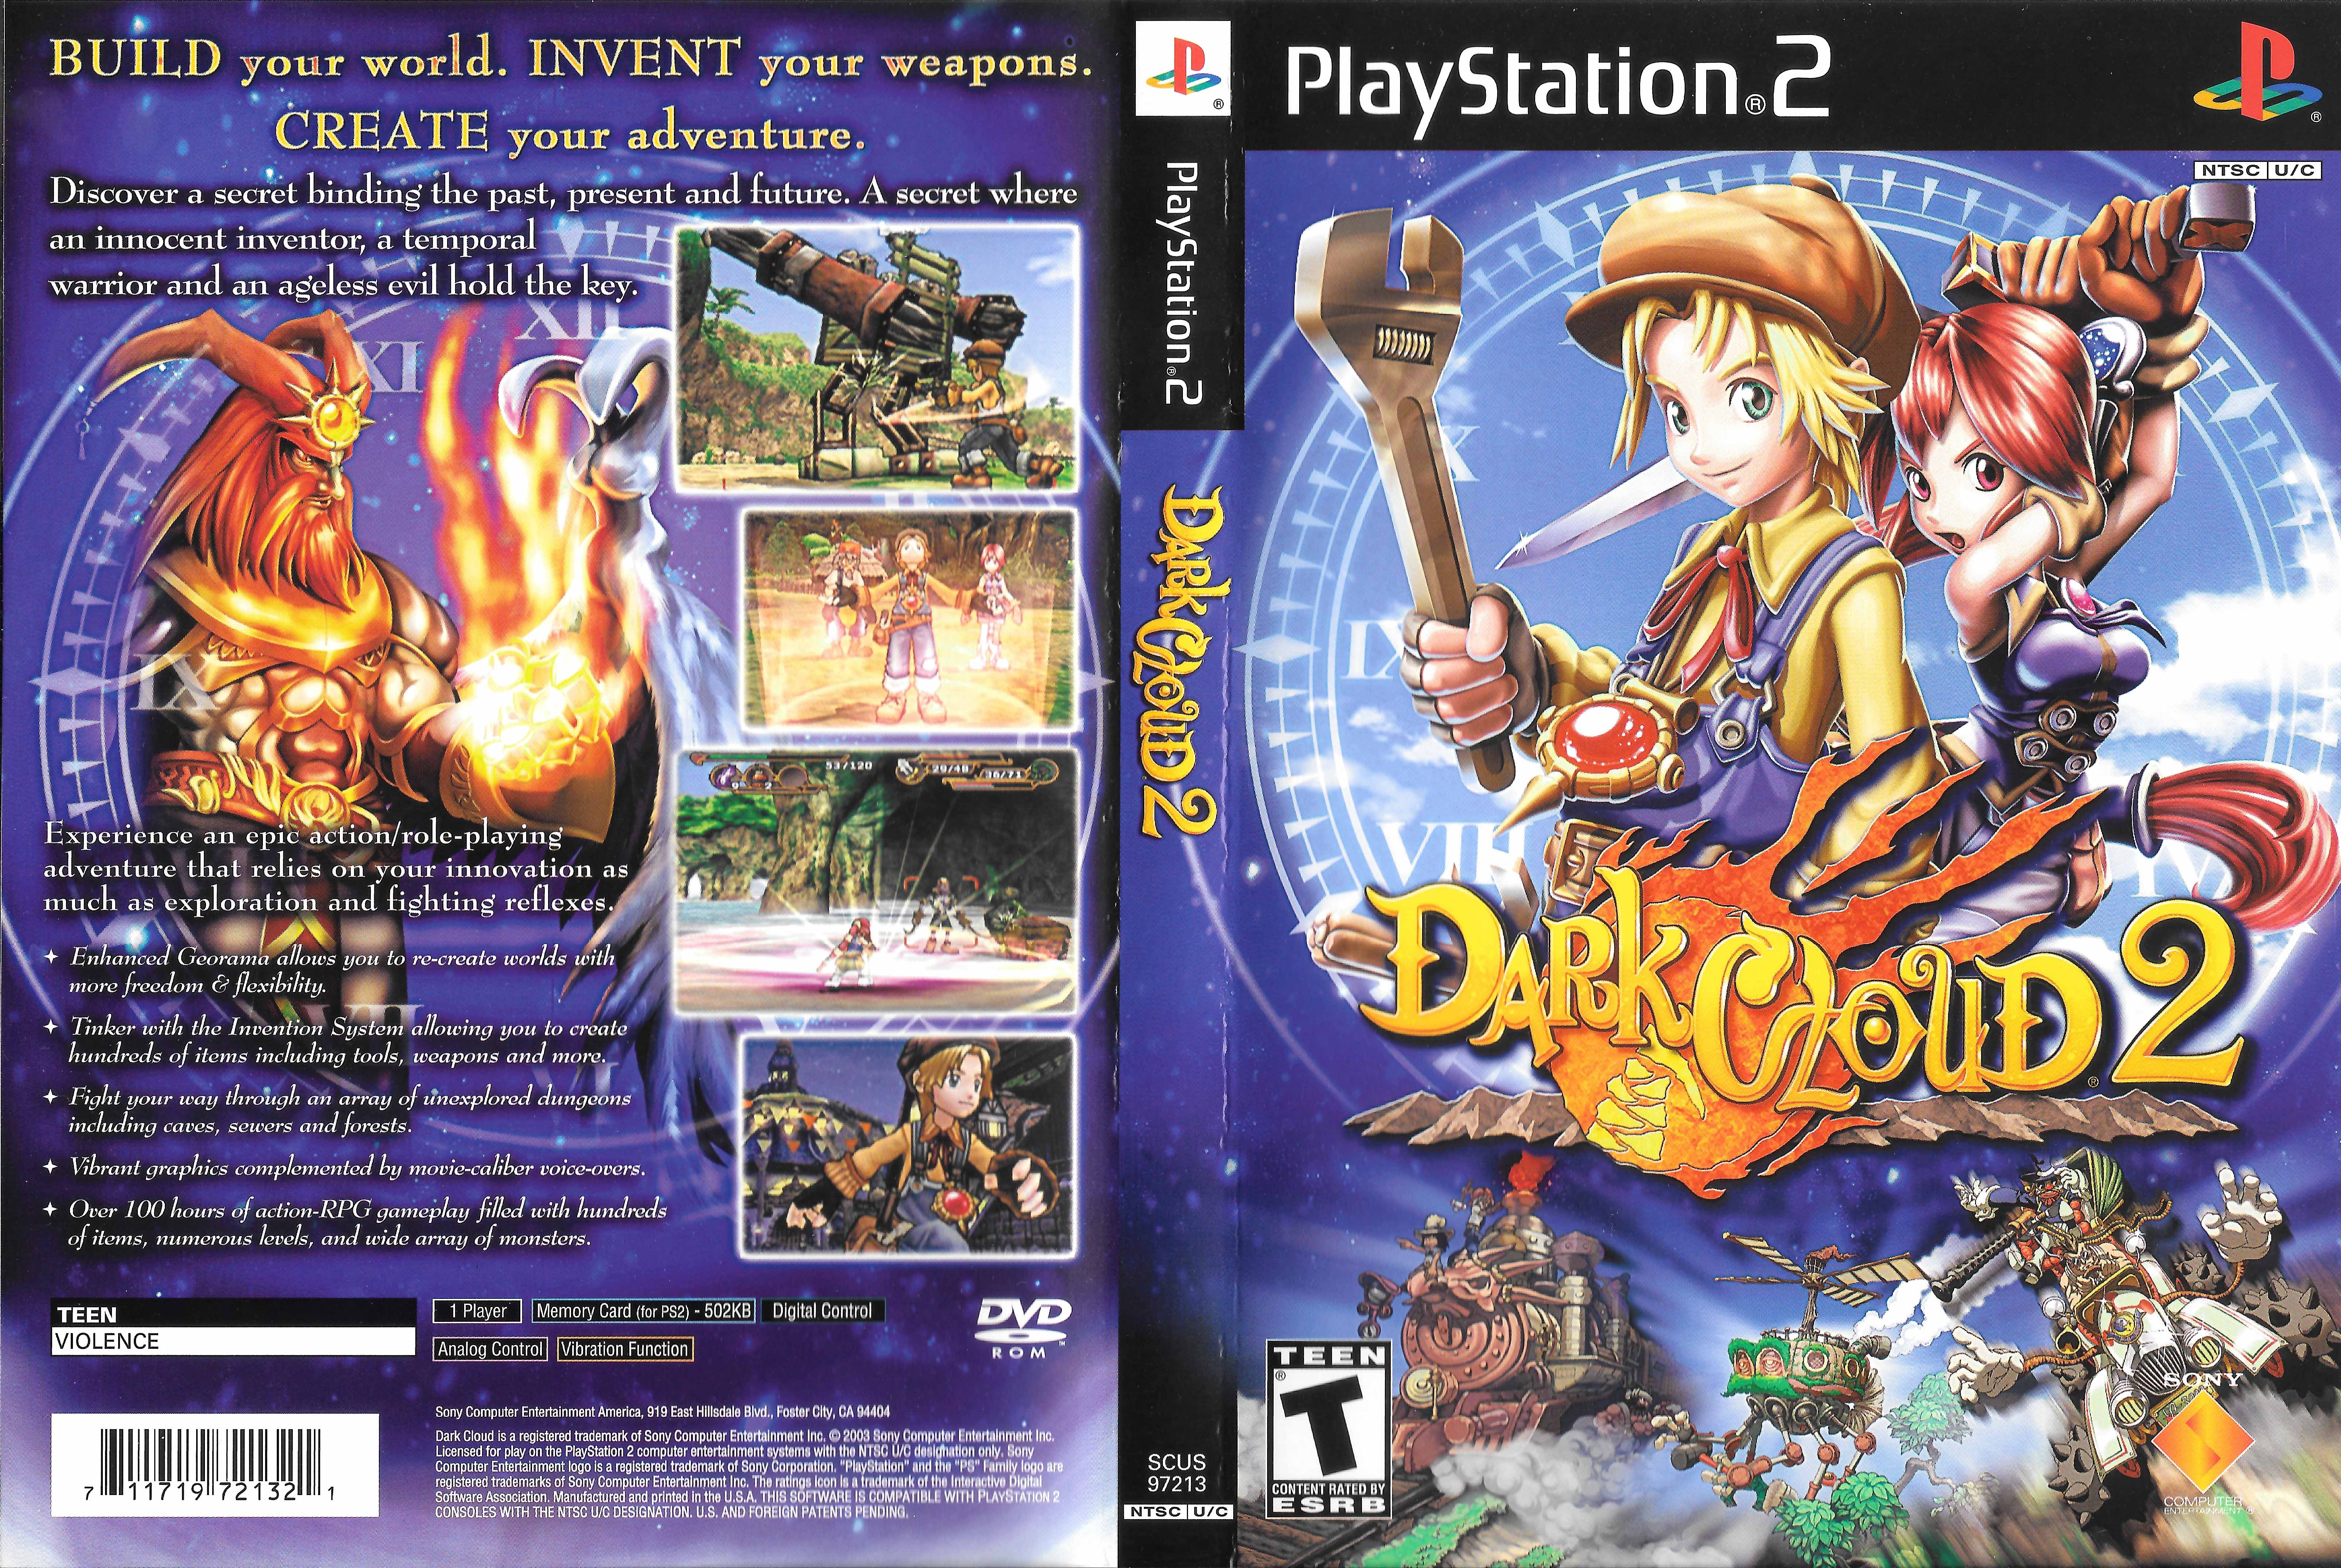 BUILD your world. INVENT your weapons.
CREATE your adventure.
Discover a secret binding the past, present and future. A secret where
an innocent inventor, a temporal
warrior and an ageless evil hold the key.
XII
XI
IX
53/120
29/48
36/71
Experience an epic action/role-playing
adventure that relies on your innovation as
much as exploration and fighting reflexes.
✦ Enhanced Georama allows you to re-create worlds with
more freedom & flexibility.
✦ Tinker with the Invention System allowing you to create
hundreds of items including tools, weapons and more.
✦ Fight your way through an array of unexplored dungeons
including caves, sewers and forests.
✦ Vibrant graphics complemented by movie-caliber voice-overs.
✦ Over 100 hours of action-RPG gameplay filled with hundreds
of items, numerous levels, and wide array of monsters.
TEEN
VIOLENCE
1 Player Memory Card (for PS2) - 502KB Digital Control
Analog Control Vibration Function
DVD
ROM ™
Sony Computer Entertainment America, 919 East Hillsdale Blvd., Foster City, CA 94404
Dark Cloud is a registered trademark of Sony Computer Entertainment Inc. © 2003 Sony Computer Entertainment Inc.
Licensed for play on the PlayStation 2 computer entertainment systems with the NTSC U/C designation only. Sony
Computer Entertainment logo is a registered trademark of Sony Corporation. "PlayStation" and the "PS" Family logo are
registered trademarks of Sony Computer Entertainment Inc. The ratings icon is a trademark of the Interactive Digital
Software Association. Manufactured and printed in the U.S.A. THIS SOFTWARE IS COMPATIBLE WITH PLAYSTATION 2
CONSOLES WITH THE NTSC U/C DESIGNATION. U.S. AND FOREIGN PATENTS PENDING.
7 11719 72132 1
PlayStation®2
DARK CLOUD 2
SCUS
97213
NTSC U/C
PlayStation®2
NTSC U/C
IX
VIII
IV
DARK CLOUD® 2
TEEN
T
CONTENT RATED BY
ESRB
SONY
COMPUTER
ENTERTAINMENT ®